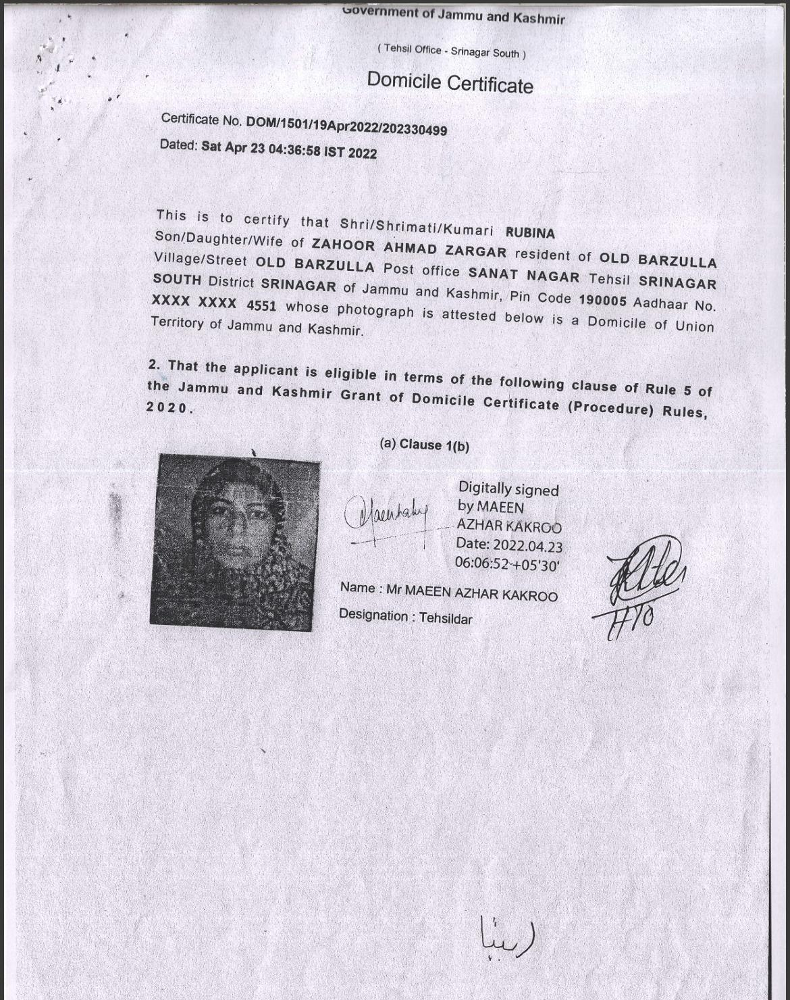 Government of Jammu and Kashmir
( Tehsil Office - Srinagar South )
Domicile Certificate
Certificate No. DOM/1501/19Apr2022/202330499
Dated: Sat Apr 23 04:36:58 IST 2022
This is to certify that Shri/Shrimati/Kumari RUBINA
Son/Daughter/Wife of ZAHOOR AHMAD ZARGAR resident of OLD BARZULLA
Village/Street OLD BARZULLA Post office SANAT NAGAR Tehsil SRINAGAR
SOUTH District SRINAGAR of Jammu and Kashmir, Pin Code 190005 Aadhaar No.
XXXX XXXX 4551 whose photograph is attested below is a Domicile of Union
Territory of Jammu and Kashmir.
2. That the applicant is eligible in terms of the following clause of Rule 5 of
the Jammu and Kashmir Grant of Domicile Certificate (Procedure) Rules,
2020.
(a) Clause 1(b)
Digitally signed
by MAEEN
AZHAR KAKROO
Date: 2022.04.23
06:06:52 +05'30'
Name : Mr MAEEN AZHAR KAKROO
Designation : Tehsildar
روبینا